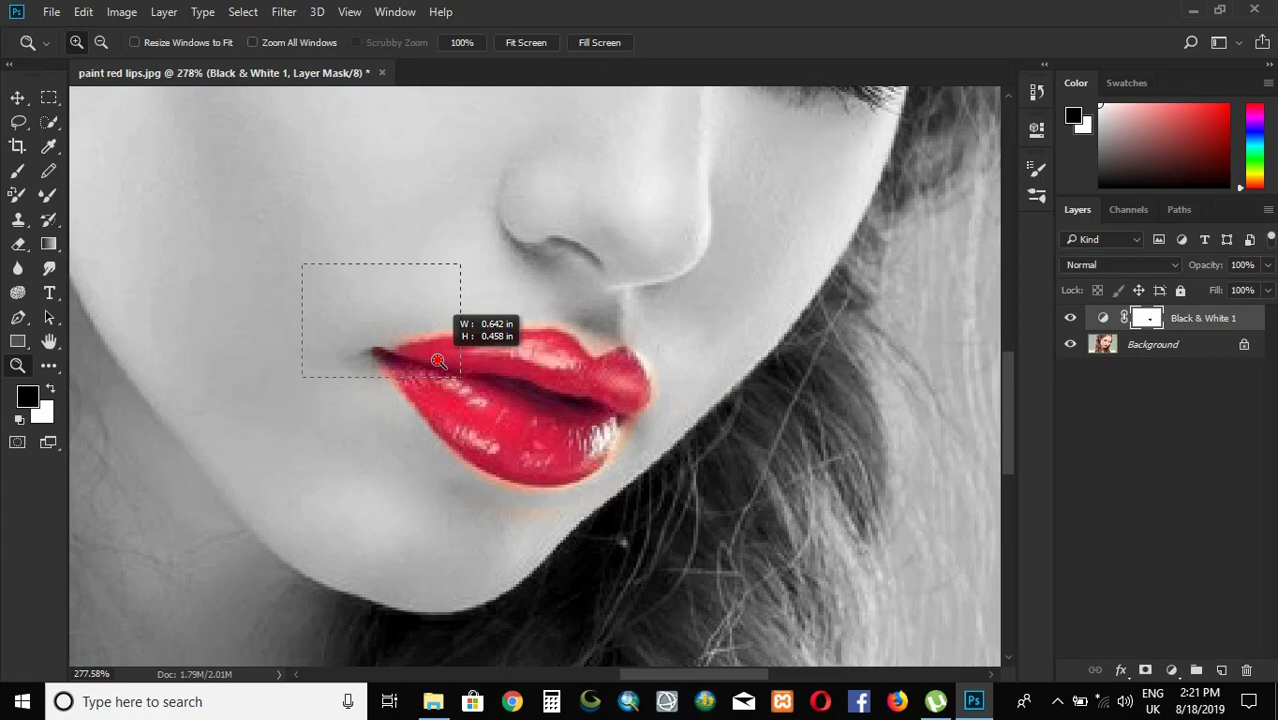 Ps File Edit Image Layer Type Select Filter 3D View Window Help
Resize Windows to Fit Zoom All Windows Scrubby Zoom 100% Fit Screen Fill Screen
paint red lips.jpg @ 278% (Black & White 1, Layer Mask/8) * ×
Color Swatches
Layers Channels Paths
Kind
Normal Opacity: 100%
Lock: Fill: 100%
Black & White 1
Background
W : 0.642 in
H : 0.458 in
277.58% Doc: 1.79M/2.01M
Type here to search
ENG
UK
2:21 PM
8/18/2019